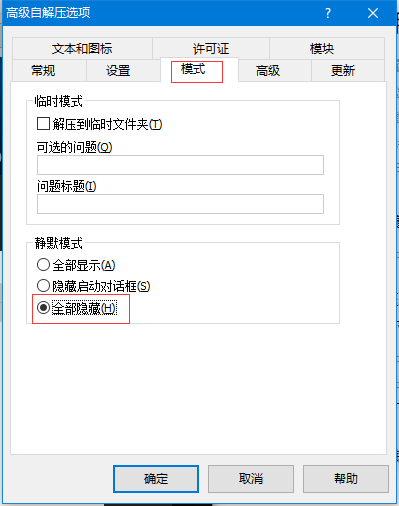 高级自解压选项
?
文本和图标 许可证 模块
常规 设置 模式 高级 更新
临时模式
解压到临时文件夹(T)
可选的问题(Q)
问题标题(I)
静默模式
全部显示(A)
隐藏启动对话框(S)
全部隐藏(H)
确定 取消 帮助